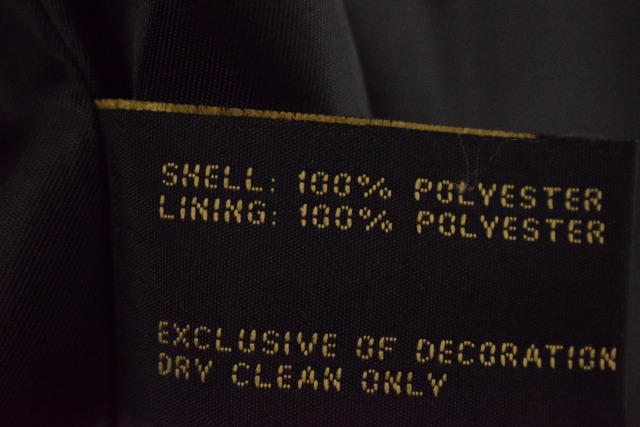 SHELL: 100% POLYESTER
LINING: 100% POLYESTER
EXCLUSIVE OF DECORATION
DRY CLEAN ONLY